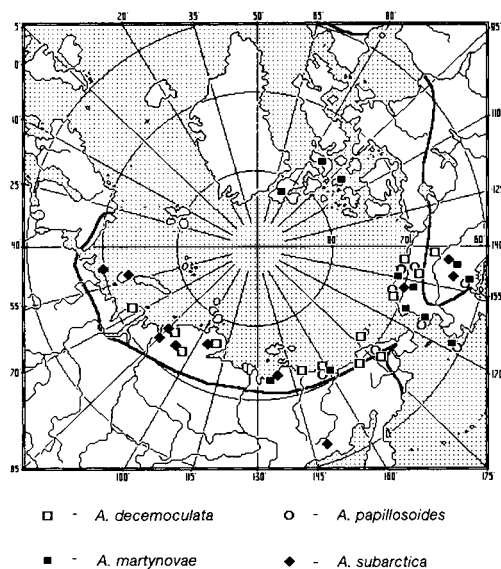 5° 20° 35° 50° 65° 80° 95°
0° 110°
10° 125°
25°
40° 80° 70° 60° 140°
55° 155°
70° 170°
85° 100° 115° 130° 145° 160° 175°
□ - A. decemoculata O - A. papillosoides
■ - A. martynovae ◆ - A. subarctica